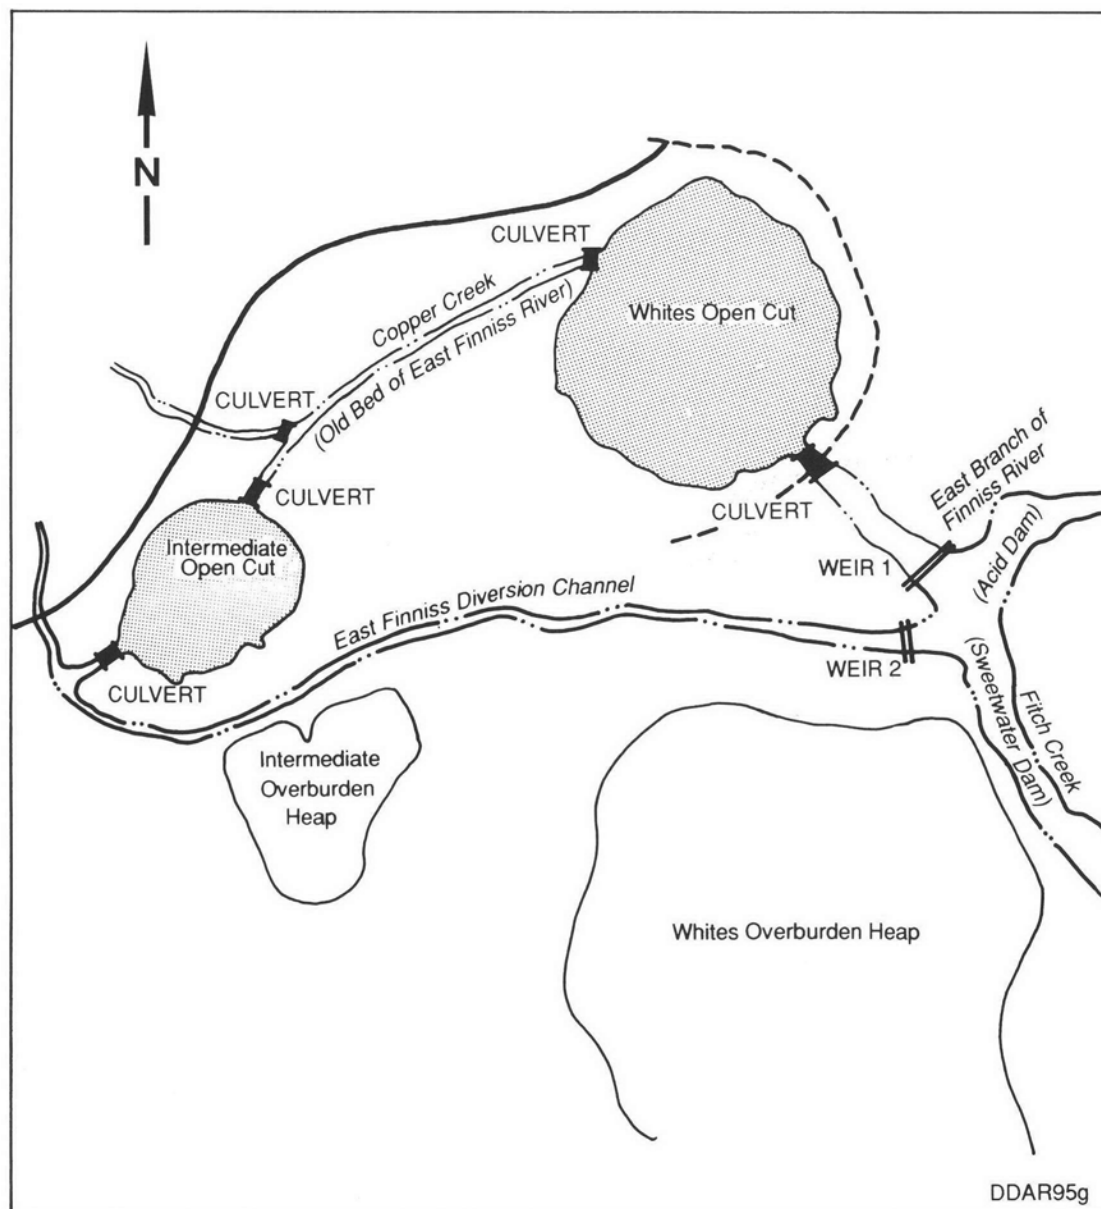 N
CULVERT
Copper Creek
(Old Bed of East Finniss River)
Whites Open Cut
CULVERT
CULVERT
CULVERT
East Branch of
Finniss River
Intermediate
Open Cut
WEIR 1
(Acid Dam)
East Finniss Diversion Channel
CULVERT
WEIR 2
(Sweetwater Dam)
Fitch Creek
Intermediate
Overburden
Heap
Whites Overburden Heap
DDAR95g